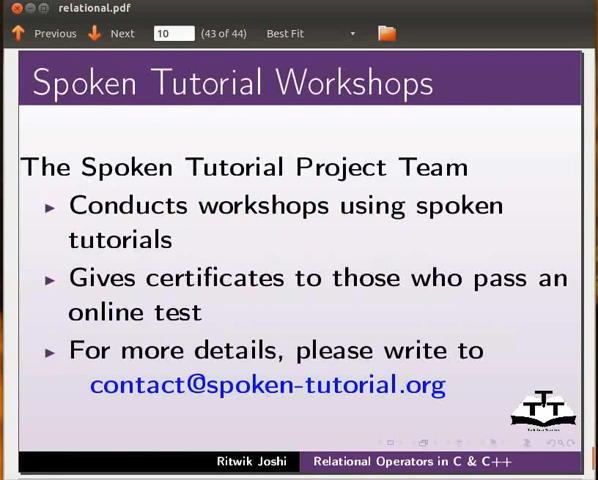 relational.pdf
Previous Next 10 (43 of 44) Best Fit
Spoken Tutorial Workshops
The Spoken Tutorial Project Team
Conducts workshops using spoken
tutorials
Gives certificates to those who pass an
online test
For more details, please write to
contact@spoken-tutorial.org
Ritwik Joshi Relational Operators in C & C++